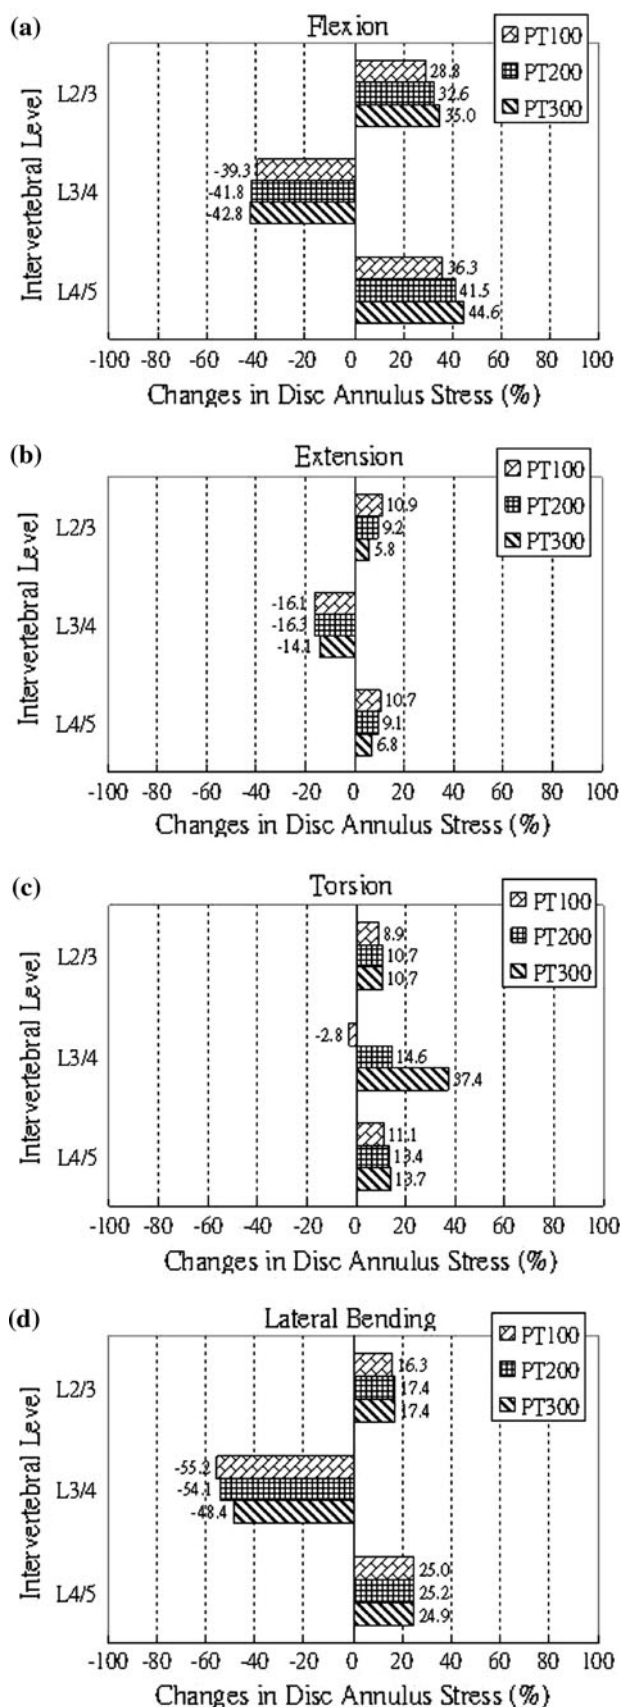 (a)
Flexion
PT100
PT200
PT300
Intervertebral Level
L2/3
28.8
32.6
35.0
L3/4
-39.3
-41.8
-42.8
L4/5
36.3
41.5
44.6
-100 -80 -60 -40 -20 0 20 40 60 80 100
Changes in Disc Annulus Stress (%)
(b)
Extension
PT100
PT200
PT300
Intervertebral Level
L2/3
10.9
9.2
5.8
L3/4
-16.1
-16.3
-14.1
L4/5
10.7
9.1
6.8
-100 -80 -60 -40 -20 0 20 40 60 80 100
Changes in Disc Annulus Stress (%)
(c)
Torsion
PT100
PT200
PT300
Intervertebral Level
L2/3
8.9
10.7
10.7
L3/4
-2.8
14.6
37.4
L4/5
11.1
13.4
13.7
-100 -80 -60 -40 -20 0 20 40 60 80 100
Changes in Disc Annulus Stress (%)
(d)
Lateral Bending
PT100
PT200
PT300
Intervertebral Level
L2/3
16.3
17.4
17.4
L3/4
-55.2
-54.1
-48.4
L4/5
25.0
25.2
24.9
-100 -80 -60 -40 -20 0 20 40 60 80 100
Changes in Disc Annulus Stress (%)